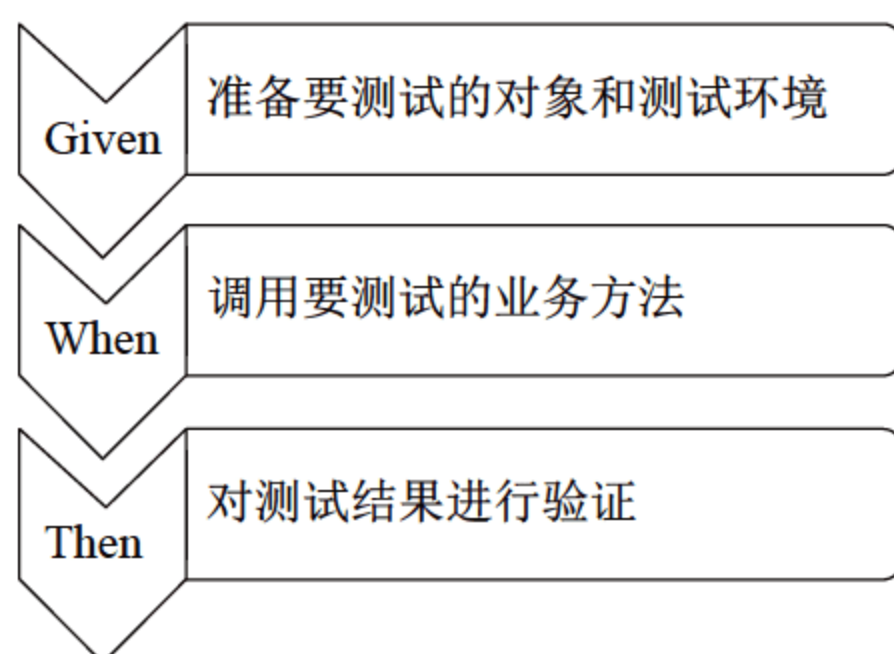 Given
准备要测试的对象和测试环境
When
调用要测试的业务方法
Then
对测试结果进行验证